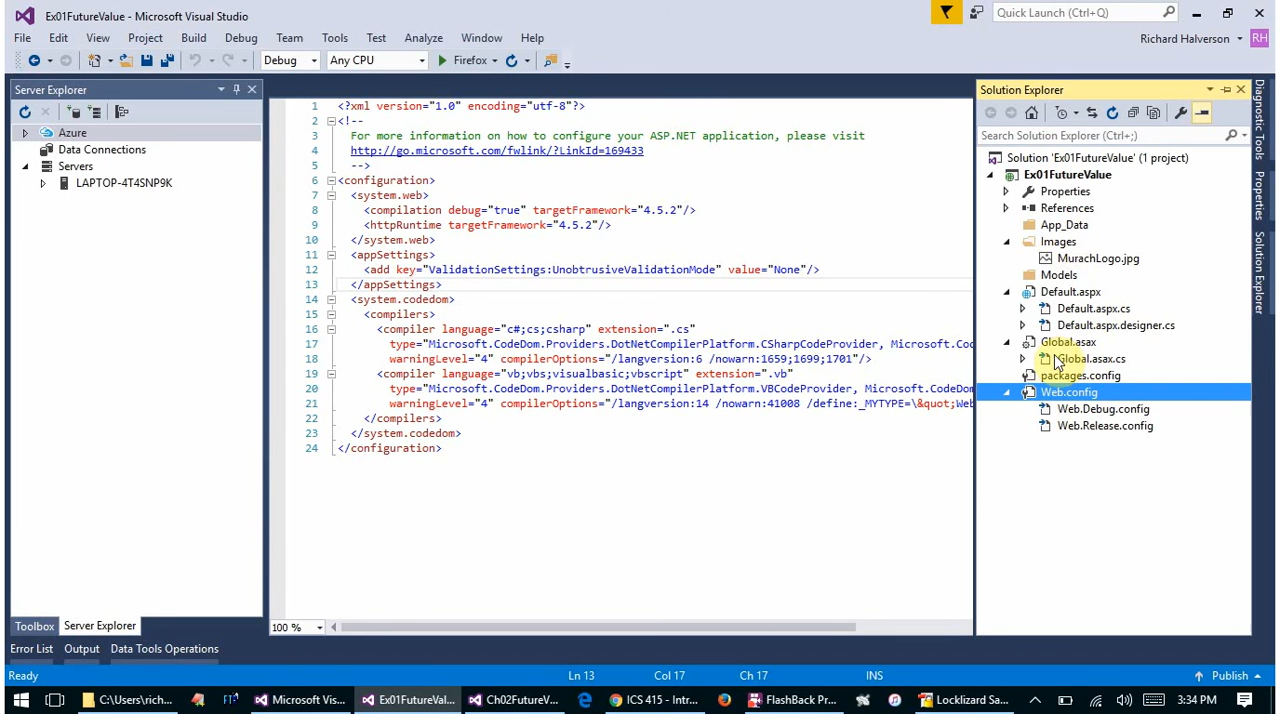 Ex01FutureValue - Microsoft Visual Studio
Quick Launch (Ctrl+;)
File Edit View Project Build Debug Team Tools Test Analyze Window Help
Richard Halverson RH
Debug Any CPU Firefox
Server Explorer
Azure
Data Connections
Servers
LAPTOP-4T4SNP9K
Toolbox Server Explorer
1 <?xml version="1.0" encoding="utf-8"?>
2 <!--
3 For more information on how to configure your ASP.NET application, please visit
4 http://go.microsoft.com/fwlink/?LinkId=169433
5 -->
6 <configuration>
7 <system.web>
8 <compilation debug="true" targetFramework="4.5.2"/>
9 <httpRuntime targetFramework="4.5.2"/>
10 </system.web>
11 <appSettings>
12 <add key="ValidationSettings:UnobtrusiveValidationMode" value="None"/>
13 </appSettings>
14 <system.codedom>
15 <compilers>
16 <compiler language="c#;cs;csharp" extension=".cs"
17 type="Microsoft.CodeDom.Providers.DotNetCompilerPlatform.CSharpCodeProvider, Microsoft.CodeDo
18 warningLevel="4" compilerOptions="/langversion:6 /nowarn:1659;1699;1701"/>
19 <compiler language="vb;vbs;visualbasic;vbscript" extension=".vb"
20 type="Microsoft.CodeDom.Providers.DotNetCompilerPlatform.VBCodeProvider, Microsoft.CodeDom
21 warningLevel="4" compilerOptions="/langversion:14 /nowarn:41008 /define:_MYTYPE=\&quot;Web
22 </compilers>
23 </system.codedom>
24 </configuration>
100 %
Solution Explorer
Search Solution Explorer (Ctrl+;)
Solution 'Ex01FutureValue' (1 project)
Ex01FutureValue
Properties
References
App_Data
Images
MurachLogo.jpg
Models
Default.aspx
Default.aspx.cs
Default.aspx.designer.cs
Global.asax
Global.asax.cs
packages.config
Web.config
Web.Debug.config
Web.Release.config
Diagnostic Tools
Properties
Solution Explorer
Error List Output Data Tools Operations
Ready Ln 13 Col 17 Ch 17 INS Publish
C:\Users\rich... Microsoft Vis... Ex01FutureVal... Ch02FutureV... ICS 415 - Intr... FlashBack Pr... Locklizard Sa... 3:34 PM